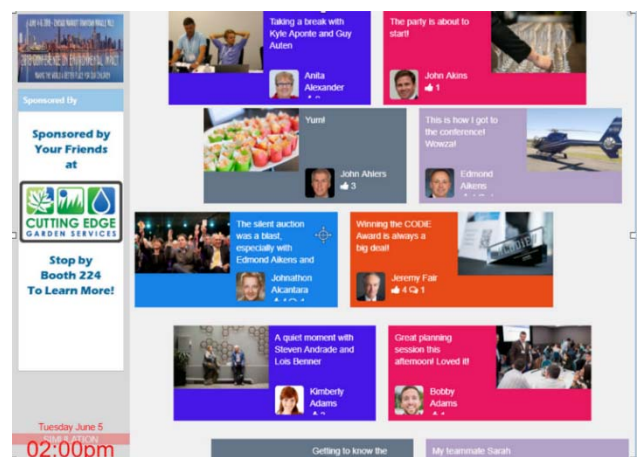 Sponsored By
Sponsored by
Your Friends
at
CUTTING EDGE
GARDEN SERVICES
Stop by
Booth 224
To Learn More!
Tuesday June 5
SIMULATION
02:00pm
Taking a break with
Kyle Aponte and Guy
Auten
Anita
Alexander
The party is about to
start!
John Akins
1
Yum!
John Ahlers
3
This is how I got to
the conference!
Wowza!
Edmond
Aikens
The silent auction
was a blast,
especially with
Edmond Aikens and
Johnathon
Alcantara
Winning the CODiE
Award is always a
big deal!
Jeremy Fair
4 1
A quiet moment with
Steven Andrade and
Lois Benner
Kimberly
Adams
Great planning
session this
afternoon! Loved it!
Bobby
Adams
Getting to know the
My teammate Sarah